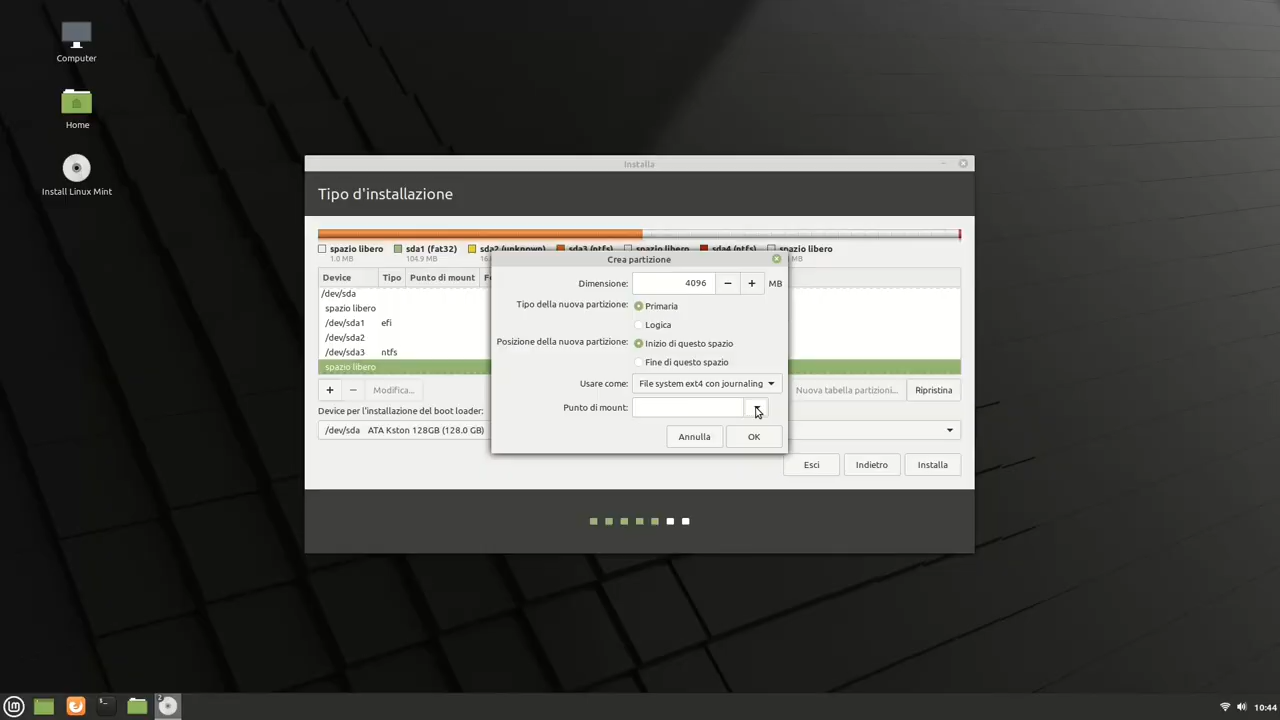 Computer
Home
Install Linux Mint
Installa
Tipo d'installazione
spazio libero sda1 (fat32) sda2 (unknown) sda3 (ntfs) spazio libero sda4 (ntfs) spazio libero
1.0 MB 104.9 MB MB
Crea partizione
Device Tipo Punto di mount
/dev/sda
spazio libero
/dev/sda1 efi
/dev/sda2
/dev/sda3 ntfs
spazio libero
Dimensione: 4096 − + MB
Tipo della nuova partizione: Primaria
Logica
Posizione della nuova partizione: Inizio di questo spazio
Fine di questo spazio
Usare come: File system ext4 con journaling
Punto di mount:
Annulla OK
+ − Modifica... Nuova tabella partizioni... Ripristina
Device per l'installazione del boot loader:
/dev/sda ATA Kston 128GB (128.0 GB)
Esci Indietro Installa
2
10:44